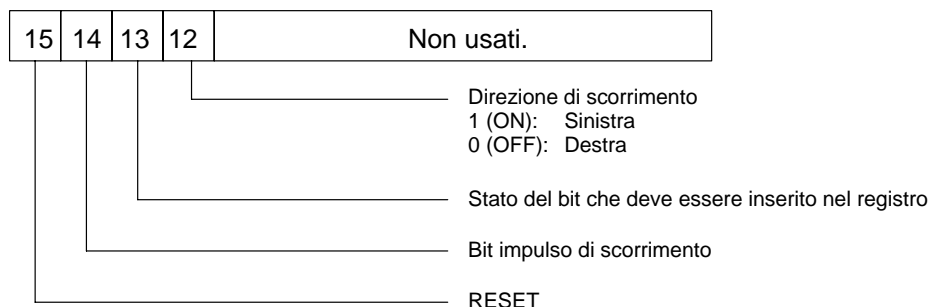 15 14 13 12 Non usati.
Direzione di scorrimento
1 (ON): Sinistra
0 (OFF): Destra
Stato del bit che deve essere inserito nel registro
Bit impulso di scorrimento
RESET